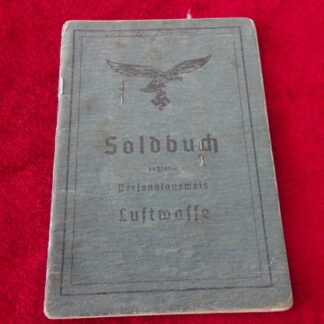 Soldbuch
zugleich
Personalausweis
Luftwaffe